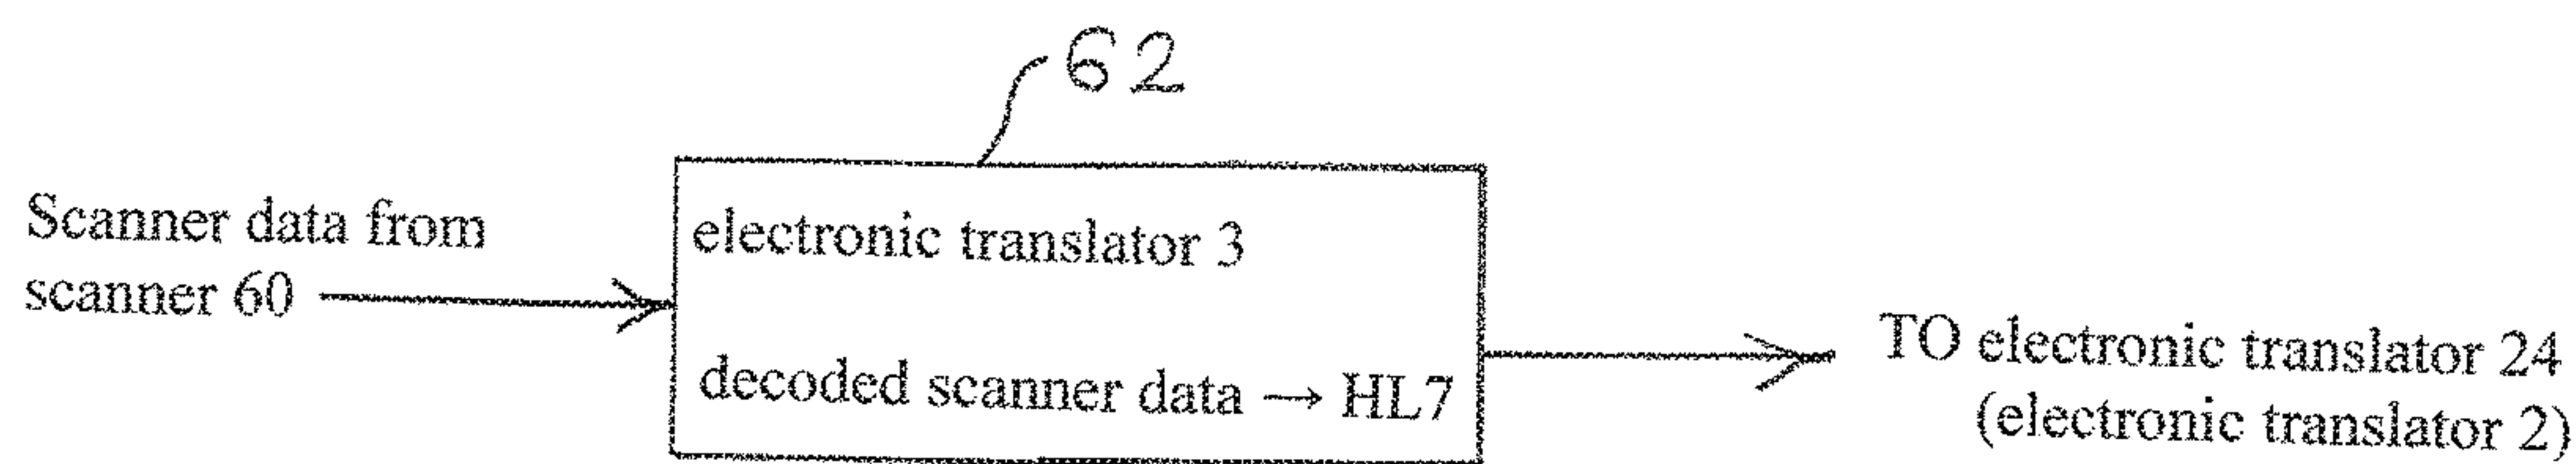 62
Scanner data from
scanner 60
electronic translator 3
decoded scanner data → HL7
TO electronic translator 24
(electronic translator 2)